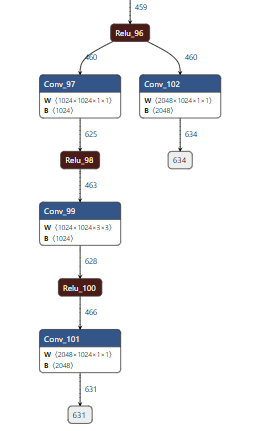 459
Relu_96
460 460
Conv_97 Conv_102
W ⟨1024×1024×1×1⟩ W ⟨2048×1024×1×1⟩
B ⟨1024⟩ B ⟨2048⟩
625 634
Relu_98 634
463
Conv_99
W ⟨1024×1024×3×3⟩
B ⟨1024⟩
628
Relu_100
466
Conv_101
W ⟨2048×1024×1×1⟩
B ⟨2048⟩
631
631